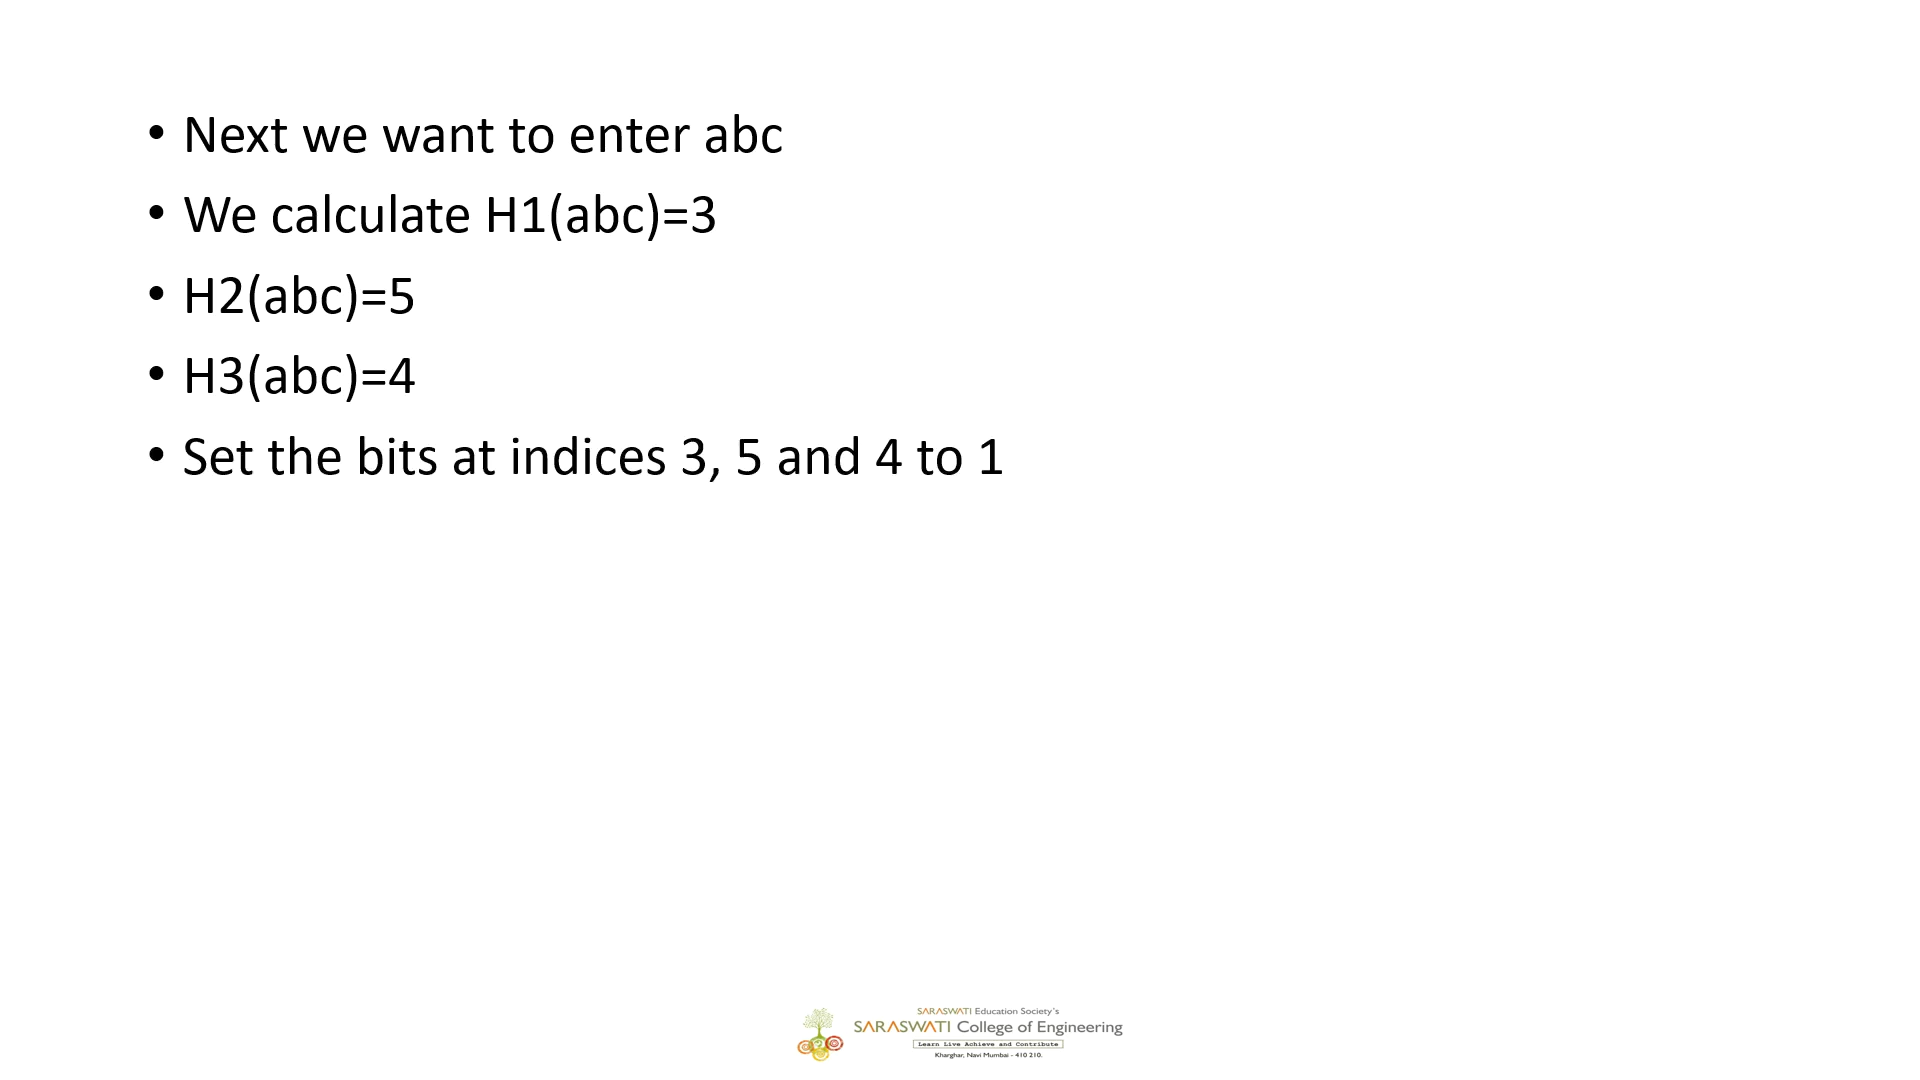 • Next we want to enter abc
• We calculate H1(abc)=3
• H2(abc)=5
• H3(abc)=4
• Set the bits at indices 3, 5 and 4 to 1
SARASWATI Education Society's
SARASWATI College of Engineering
Learn Live Achieve and Contribute
Kharghar, Navi Mumbai - 410 210.